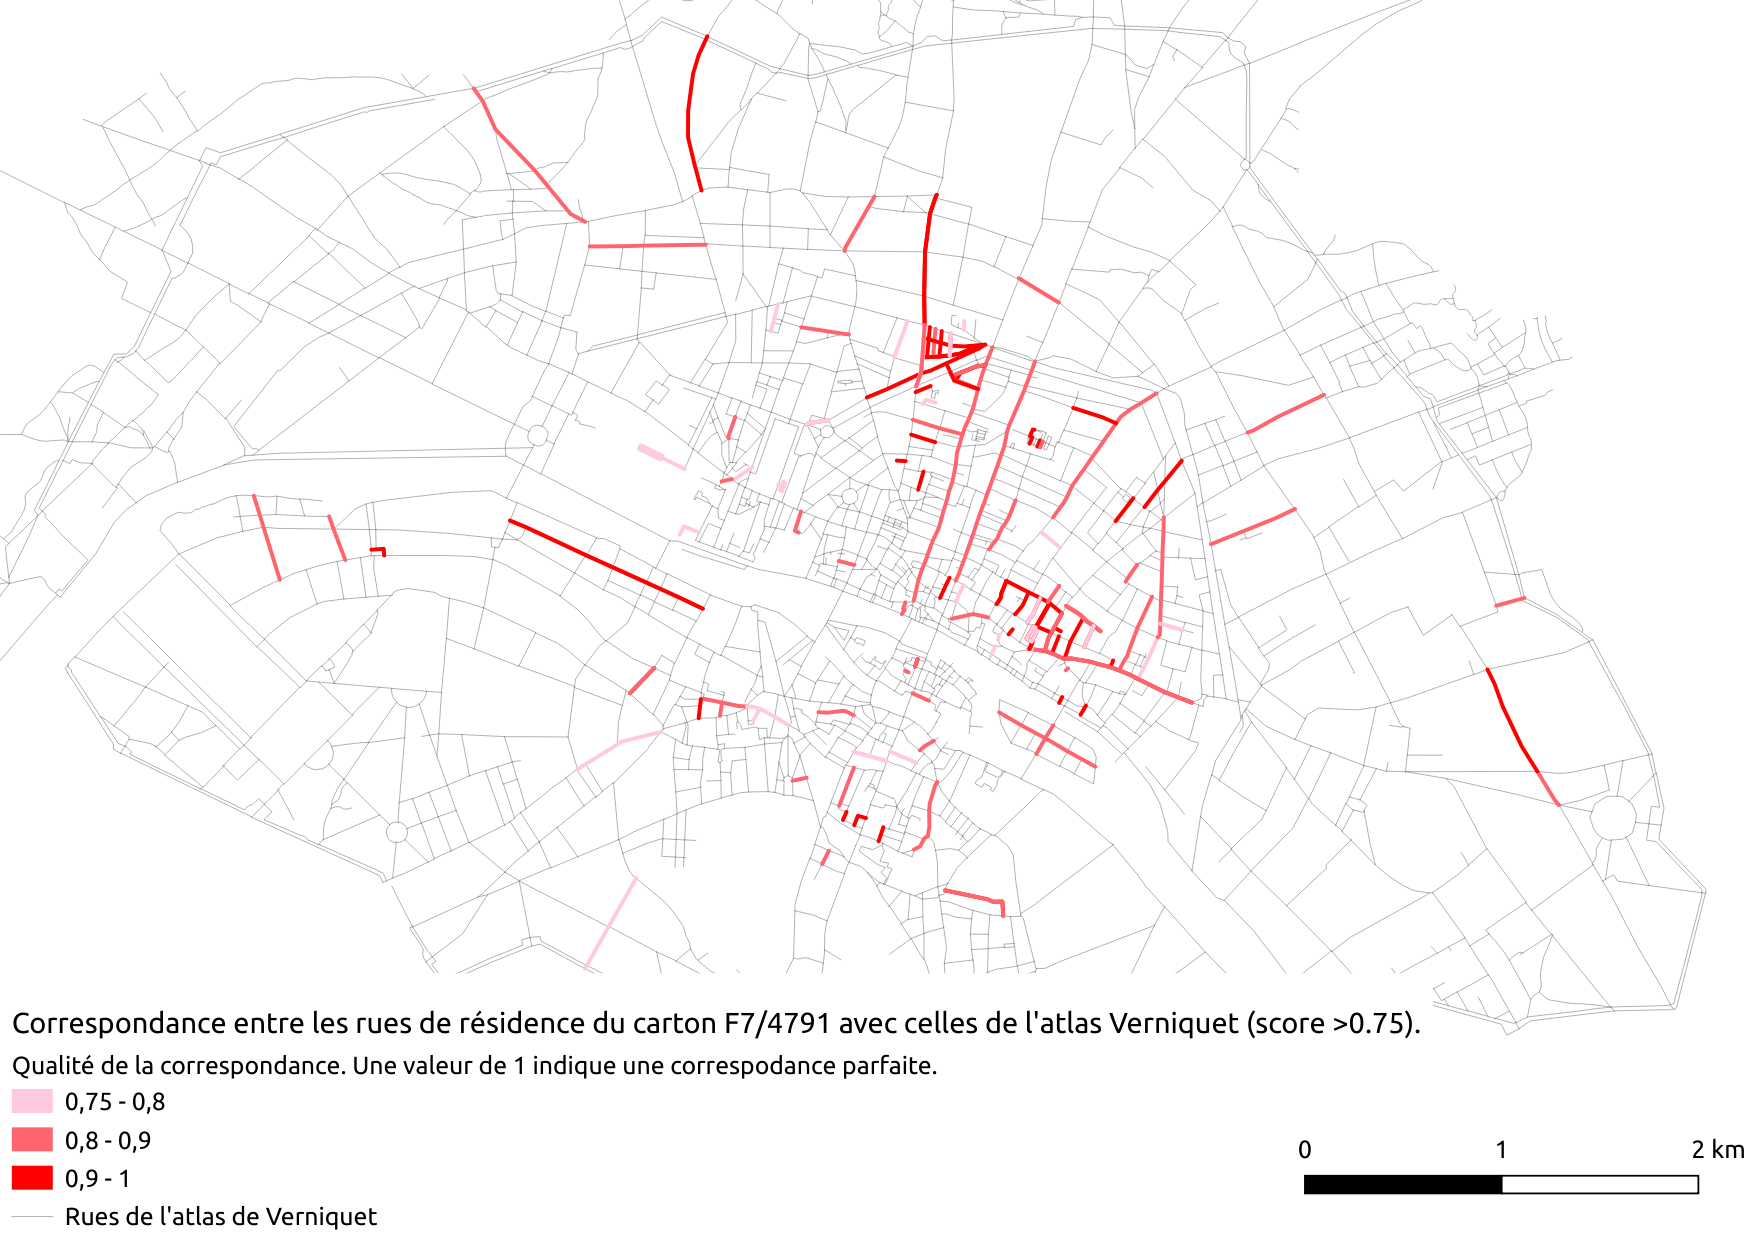 Correspondance entre les rues de résidence du carton F7/4791 avec celles de l'atlas Verniquet (score >0.75).
Qualité de la correspondance. Une valeur de 1 indique une correspodance parfaite.
0,75 - 0,8
0,8 - 0,9
0,9 - 1
Rues de l'atlas de Verniquet
0 1 2 km